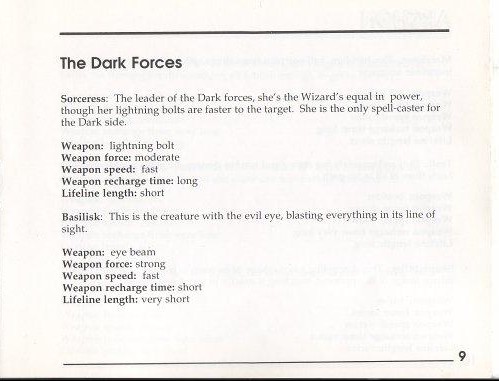 The Dark Forces
Sorceress: The leader of the Dark forces, she's the Wizard's equal in power,
though her lightning bolts are faster to the target. She is the only spell-caster for
the Dark side.
Weapon: lightning bolt
Weapon force: moderate
Weapon speed: fast
Weapon recharge time: long
Lifeline length: short
Basilisk: This is the creature with the evil eye, blasting everything in its line of
sight.
Weapon: eye beam
Weapon force: strong
Weapon speed: fast
Weapon recharge time: short
Lifeline length: very short
9